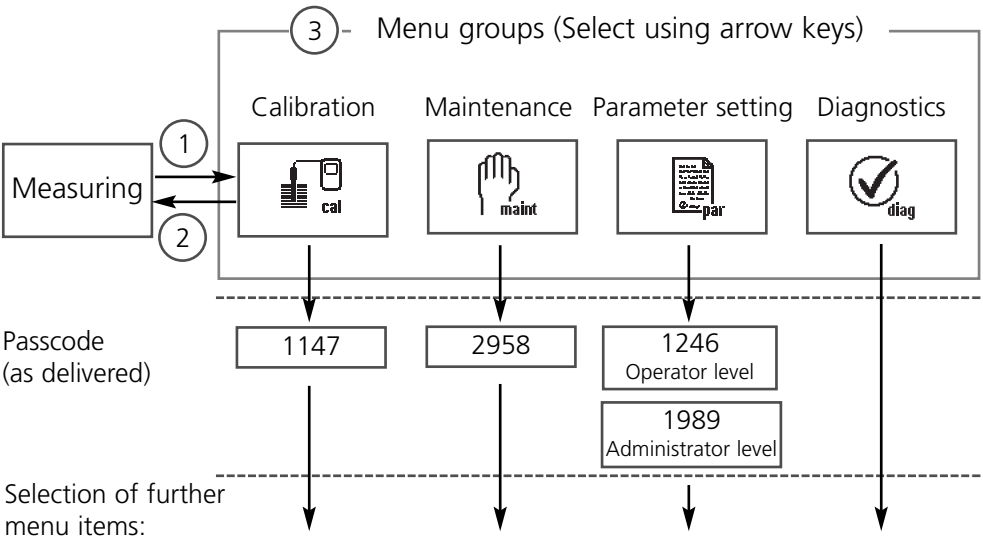 3
Menu groups (Select using arrow keys)
Calibration
Maintenance
Parameter setting
Diagnostics
1
Measuring
2
cal
maint
par
diag
Passcode
(as delivered)
1147
2958
1246
Operator level
1989
Administrator level
Selection of further
menu items: